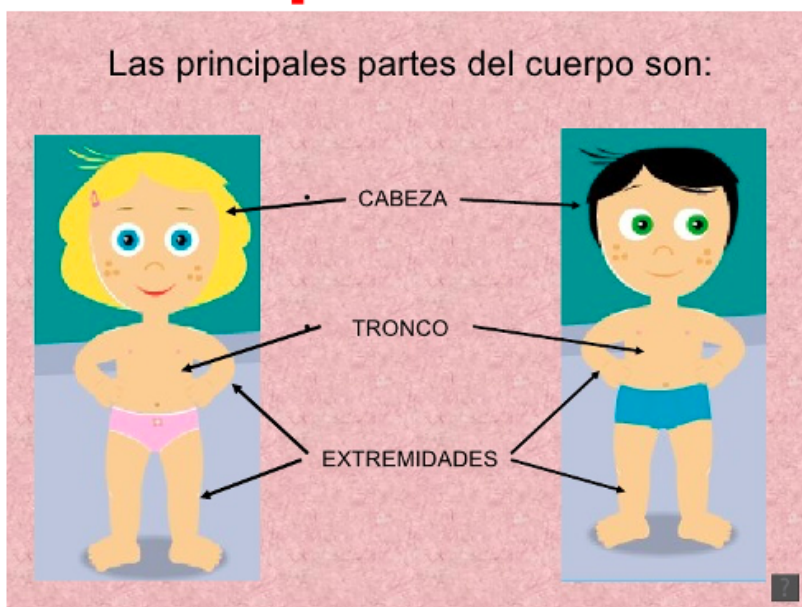 Las principales partes del cuerpo son:
• CABEZA
• TRONCO
EXTREMIDADES
?